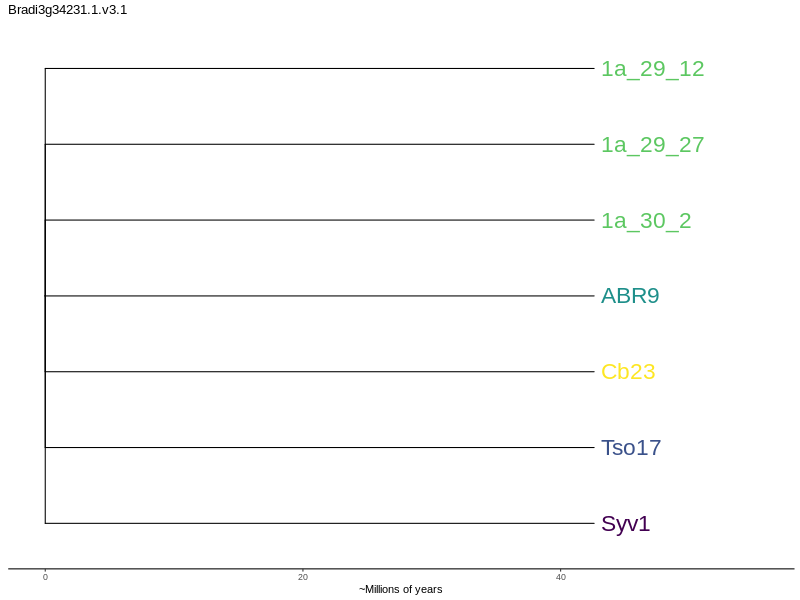 Bradi3g34231.1.v3.1
1a_29_12
1a_29_27
1a_30_2
ABR9
Cb23
Tso17
Syv1
0 20 40
~Millions of years